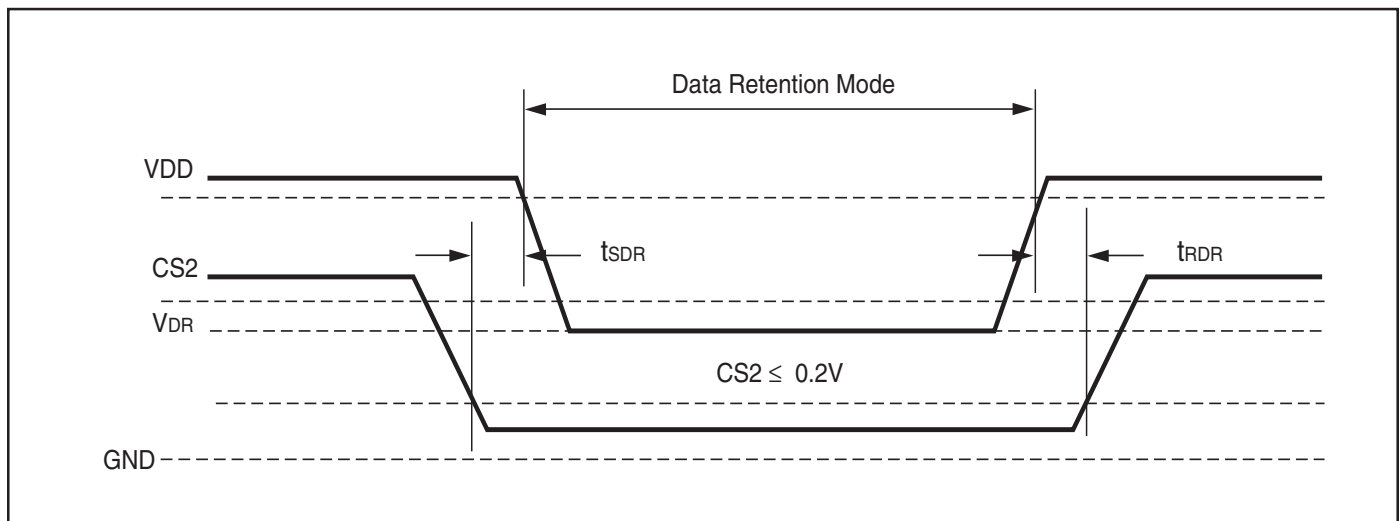 Data Retention Mode
VDD
tSDR
tRDR
CS2
VDR
CS2 ≤ 0.2V
GND